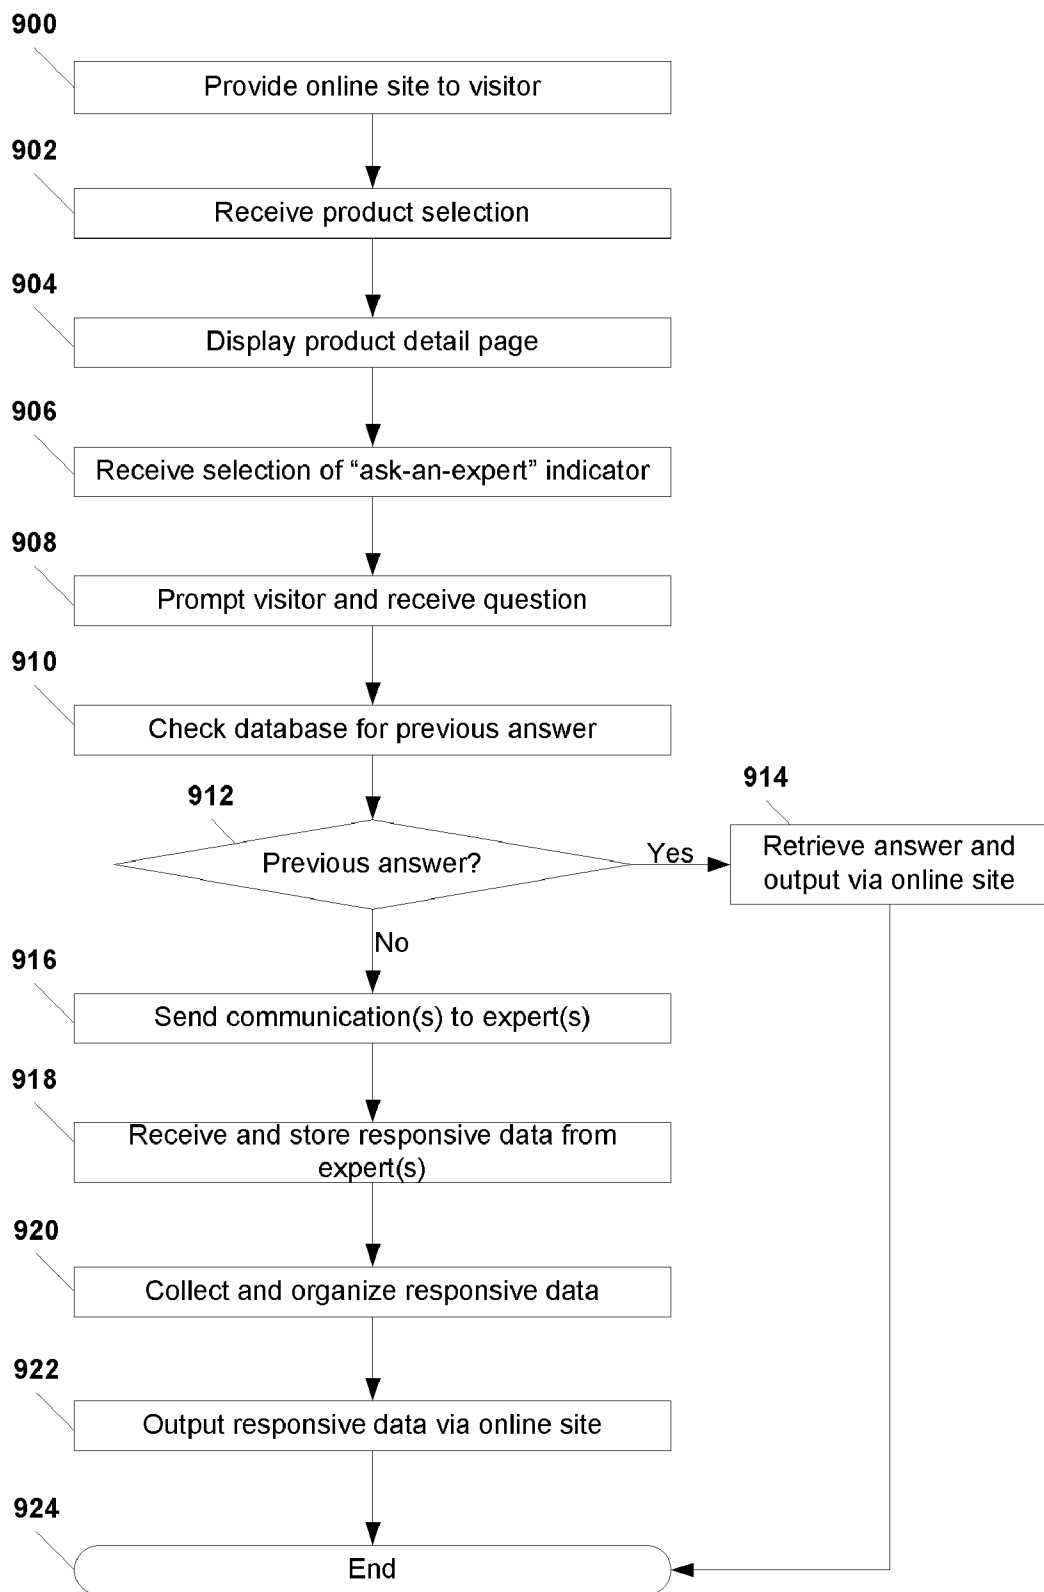 900
Provide online site to visitor
902
Receive product selection
904
Display product detail page
906
Receive selection of “ask-an-expert” indicator
908
Prompt visitor and receive question
910
Check database for previous answer
912
Previous answer?
Yes
914
Retrieve answer and
output via online site
No
916
Send communication(s) to expert(s)
918
Receive and store responsive data from
expert(s)
920
Collect and organize responsive data
922
Output responsive data via online site
924
End